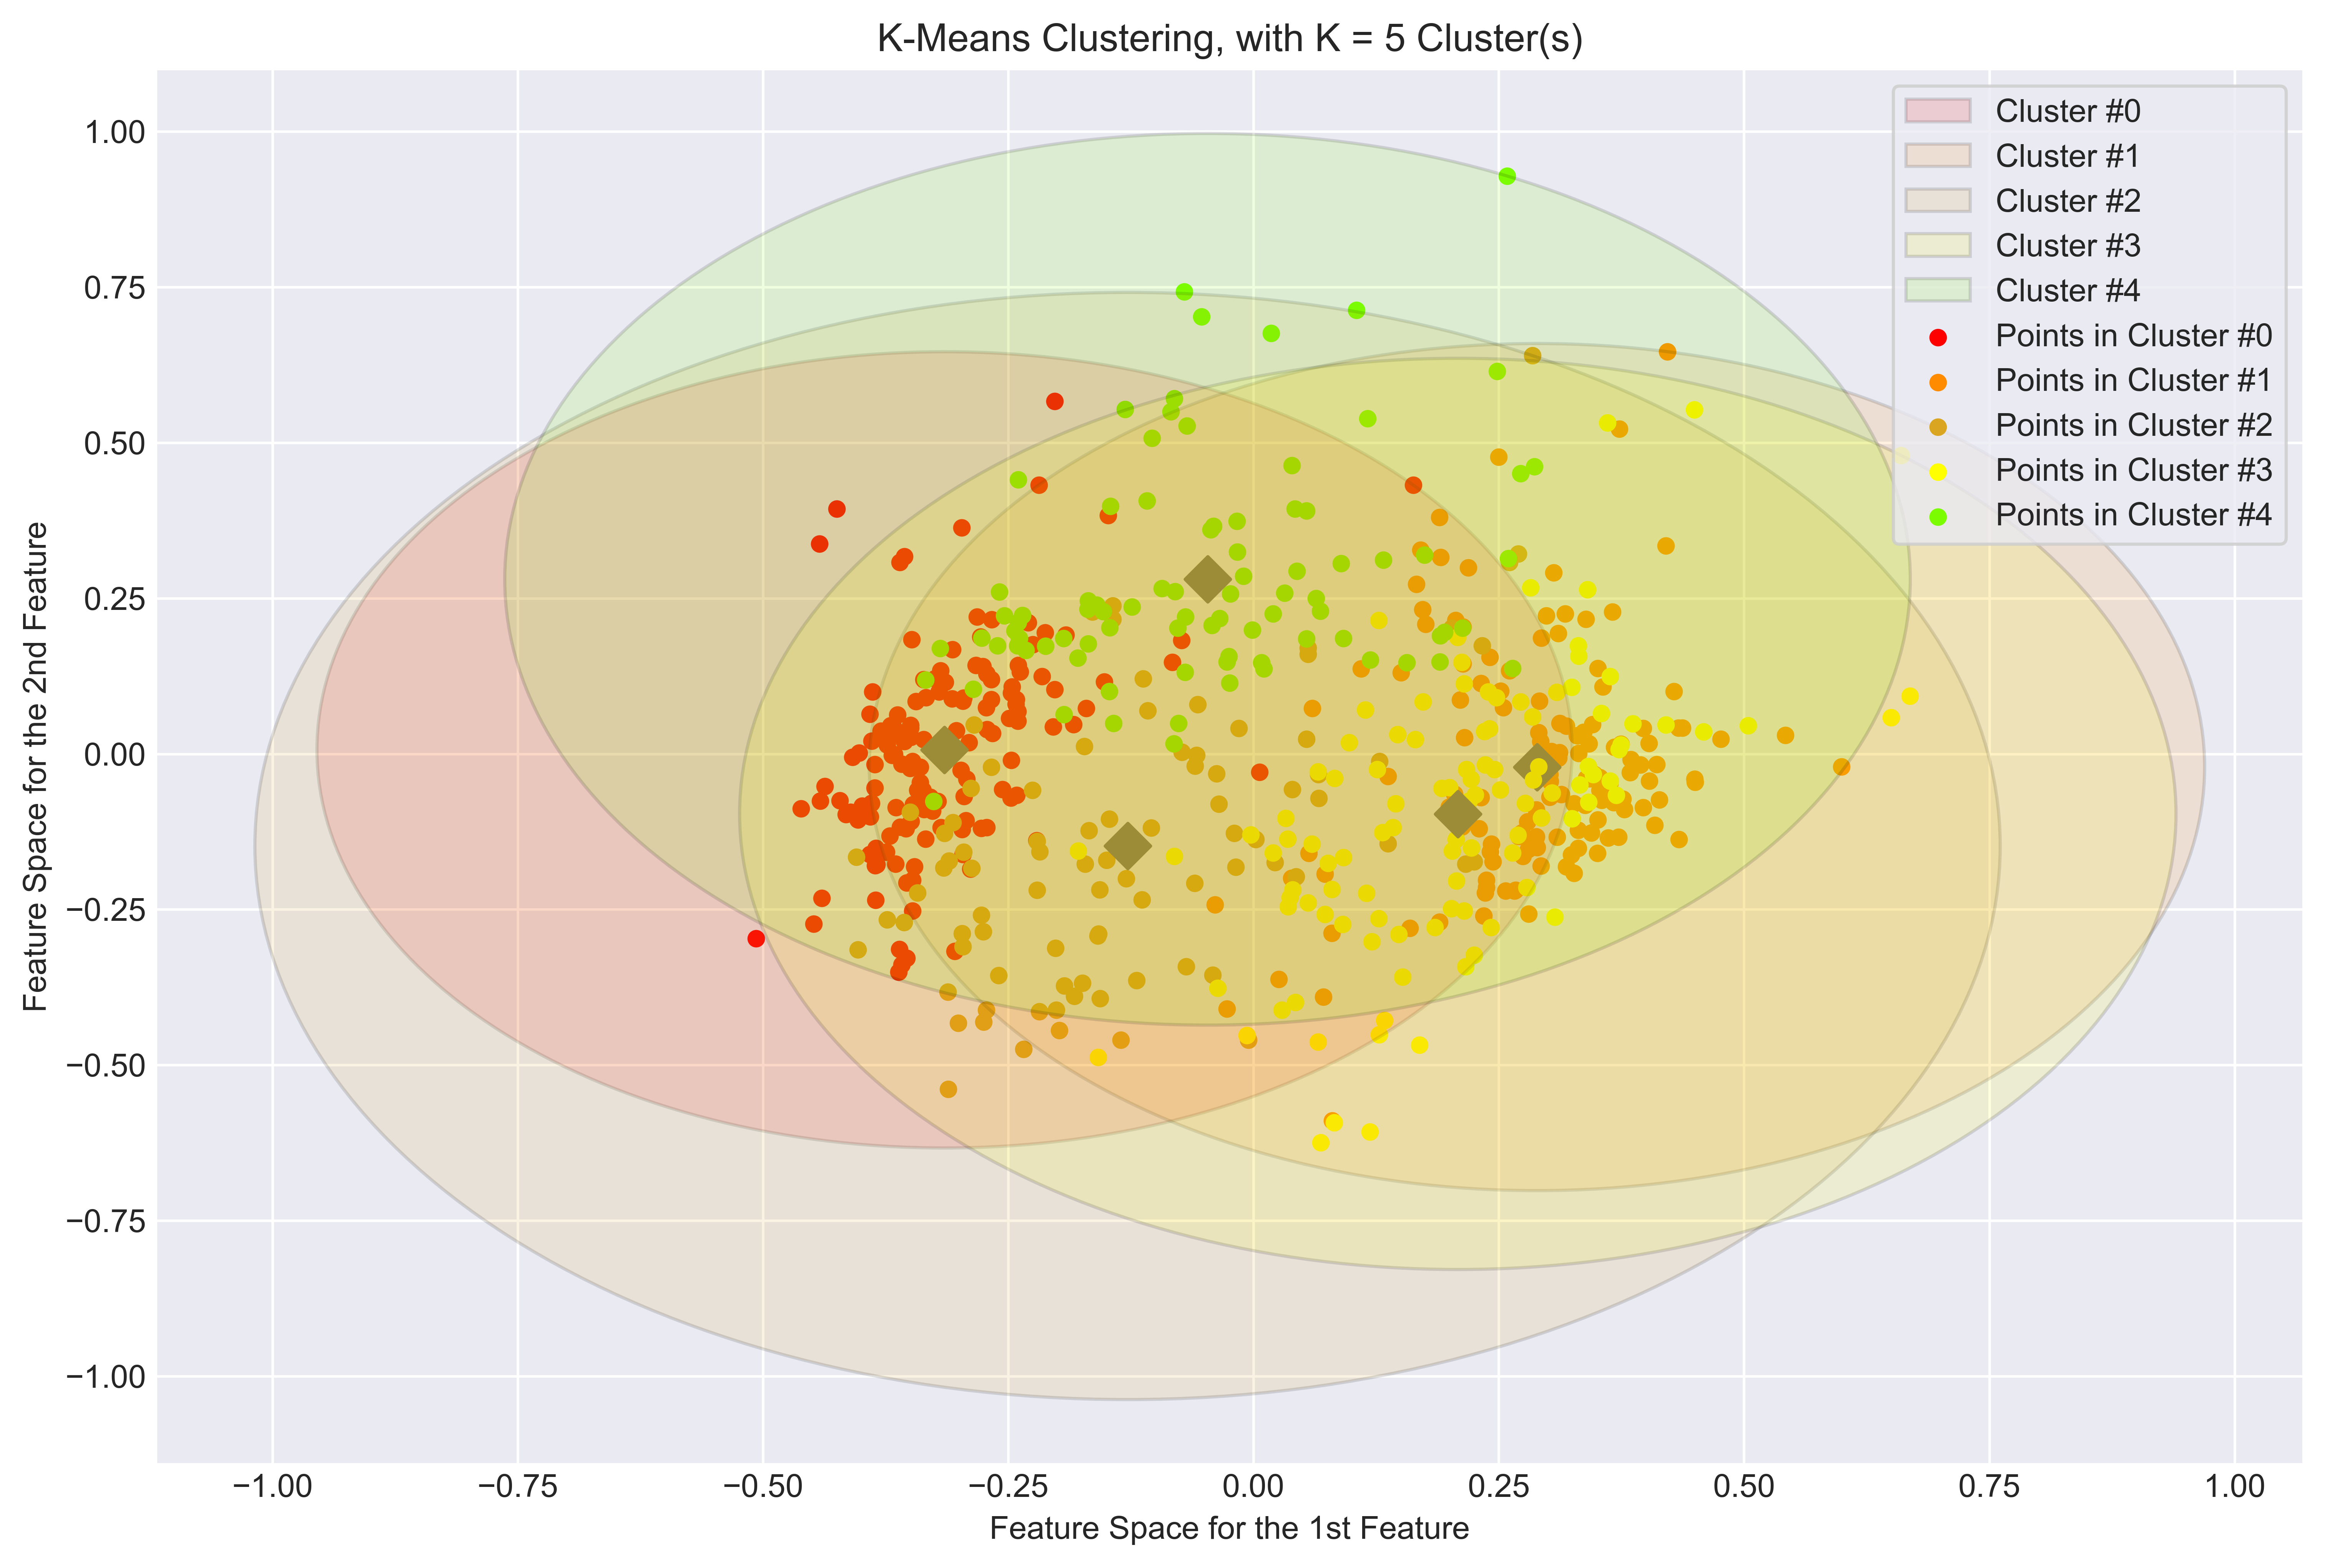 K-Means Clustering, with K = 5 Cluster(s)
Cluster #0
Cluster #1
Cluster #2
Cluster #3
Cluster #4
Points in Cluster #0
Points in Cluster #1
Points in Cluster #2
Points in Cluster #3
Points in Cluster #4
Feature Space for the 2nd Feature
1.00
0.75
0.50
0.25
0.00
−0.25
−0.50
−0.75
−1.00
−1.00 −0.75 −0.50 −0.25 0.00 0.25 0.50 0.75 1.00
Feature Space for the 1st Feature